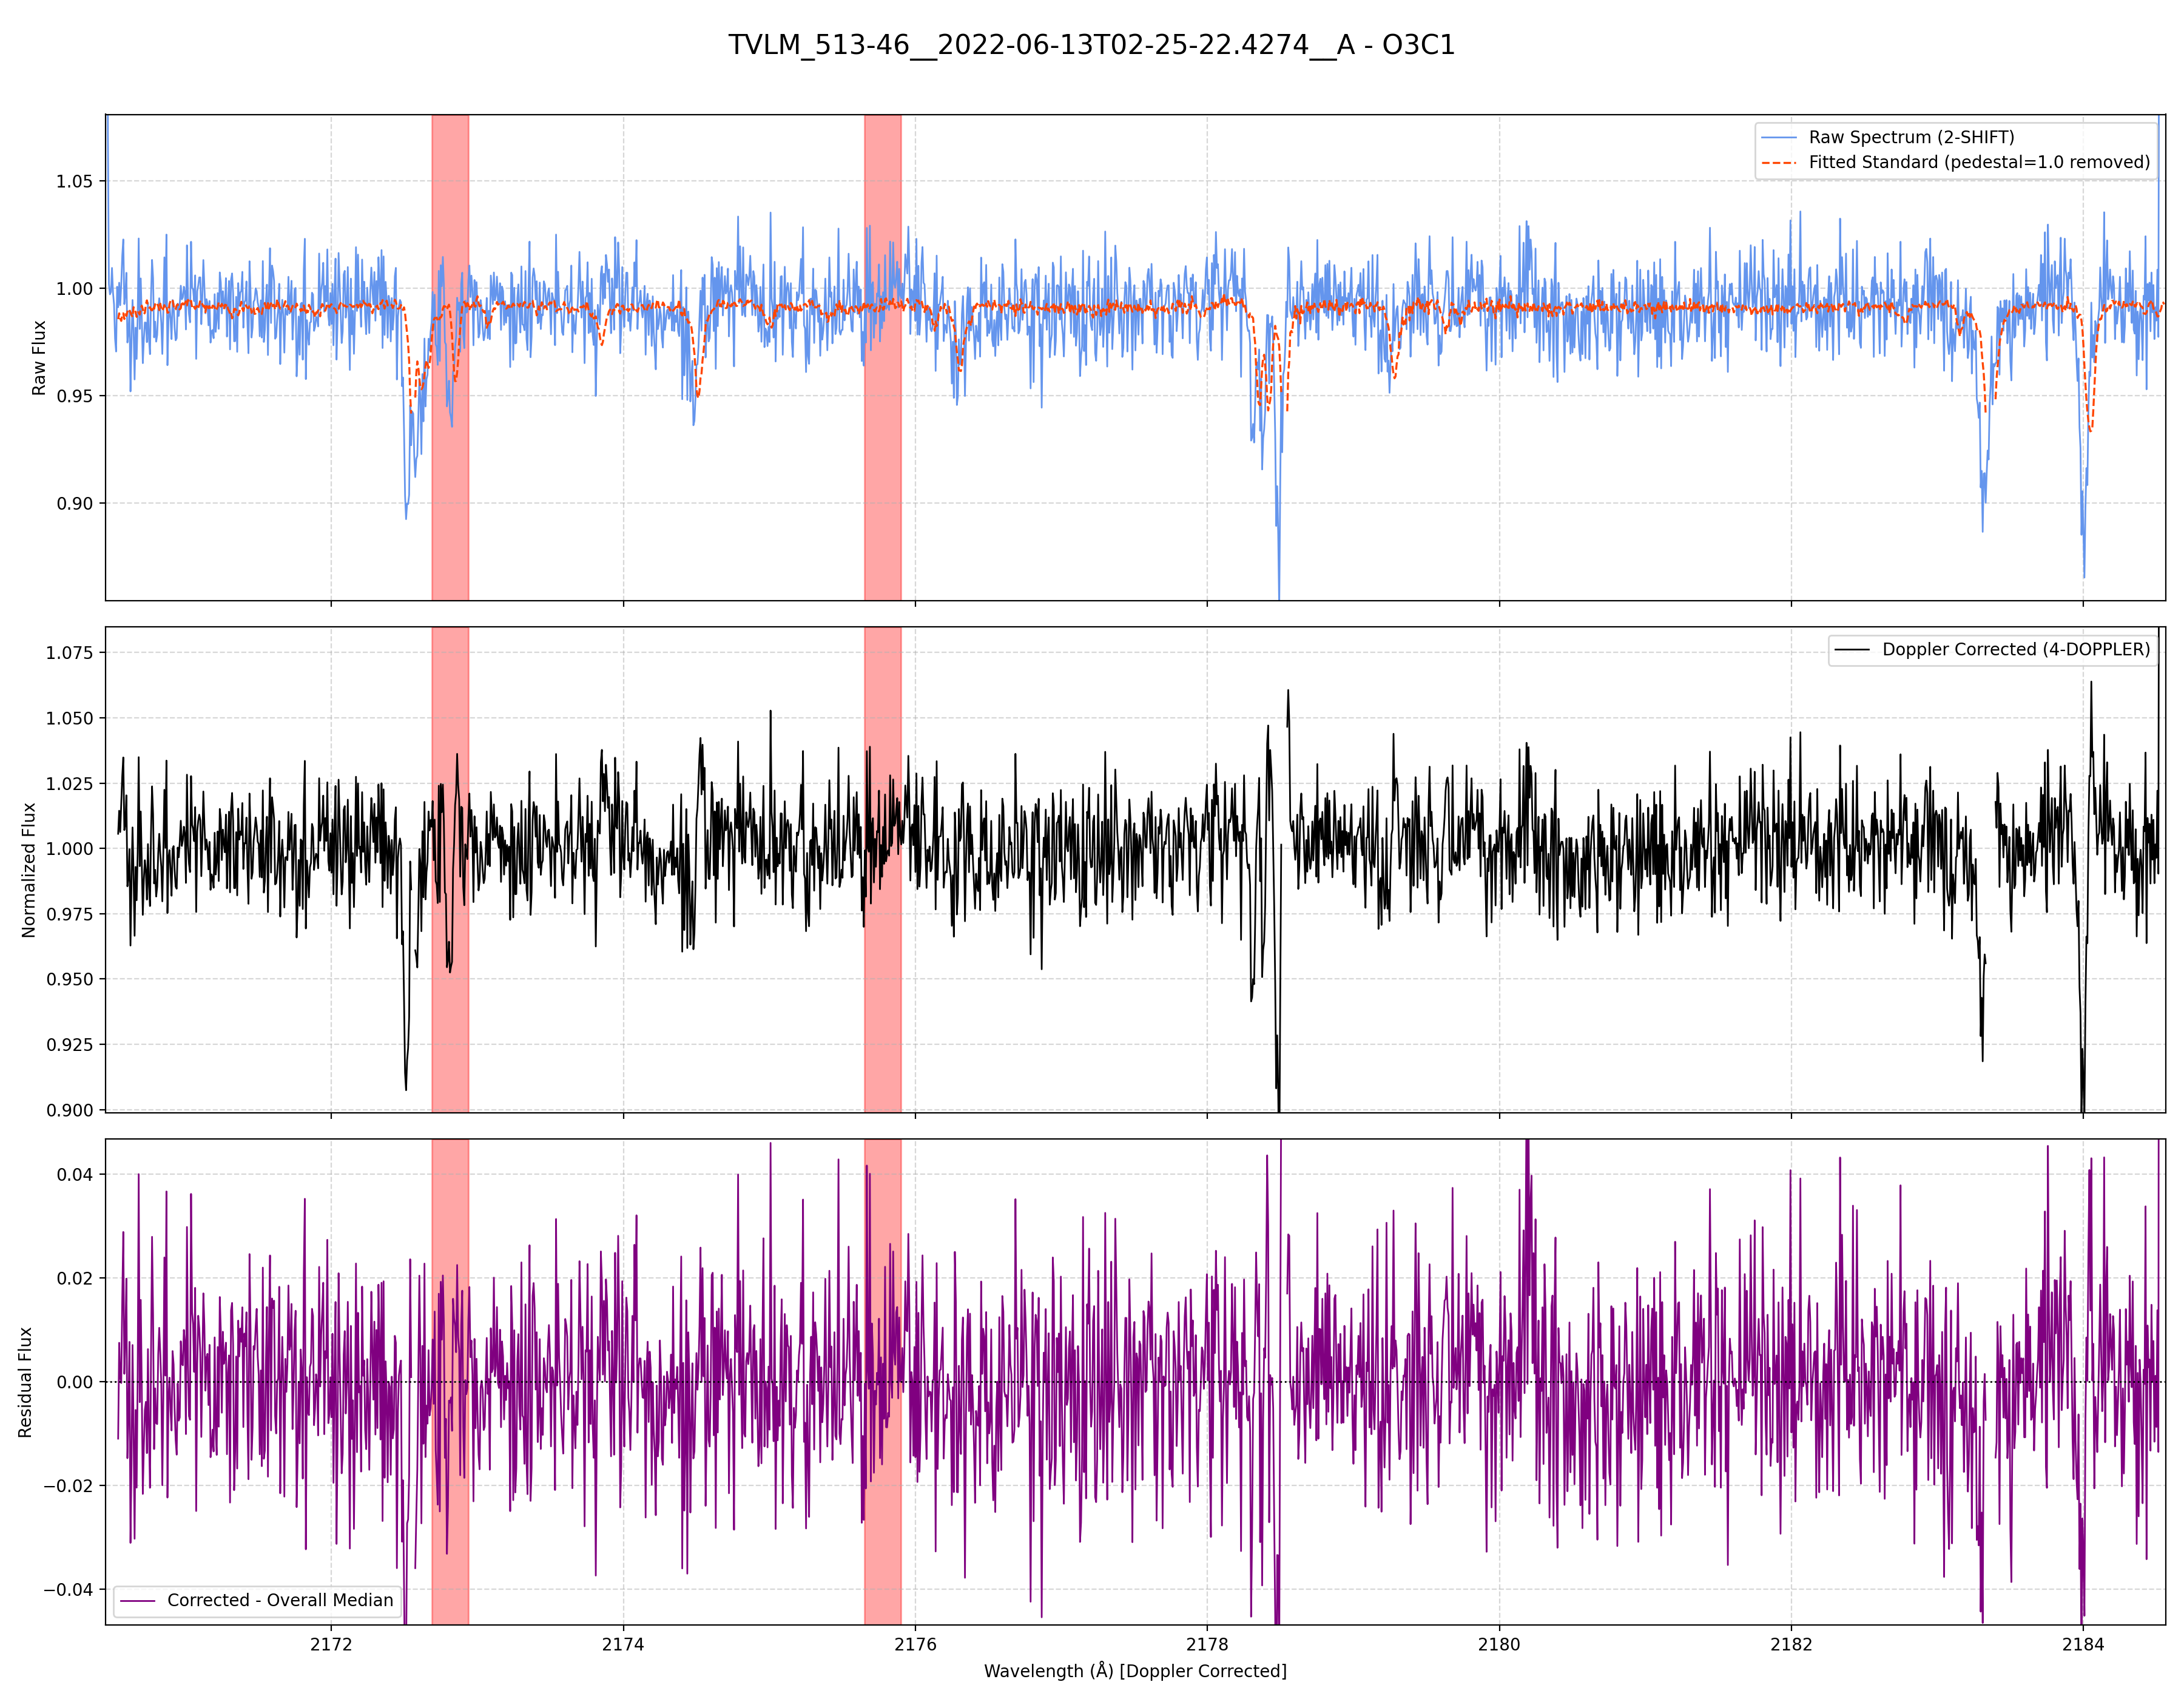 TVLM_513-46__2022-06-13T02-25-22.4274__A - O3C1
Raw Flux
1.05
1.00
0.95
0.90
Raw Spectrum (2-SHIFT)
Fitted Standard (pedestal=1.0 removed)
Normalized Flux
1.075
1.050
1.025
1.000
0.975
0.950
0.925
0.900
Doppler Corrected (4-DOPPLER)
Residual Flux
0.04
0.02
0.00
−0.02
−0.04
Corrected - Overall Median
2172
2174
2176
2178
2180
2182
2184
Wavelength (Å) [Doppler Corrected]